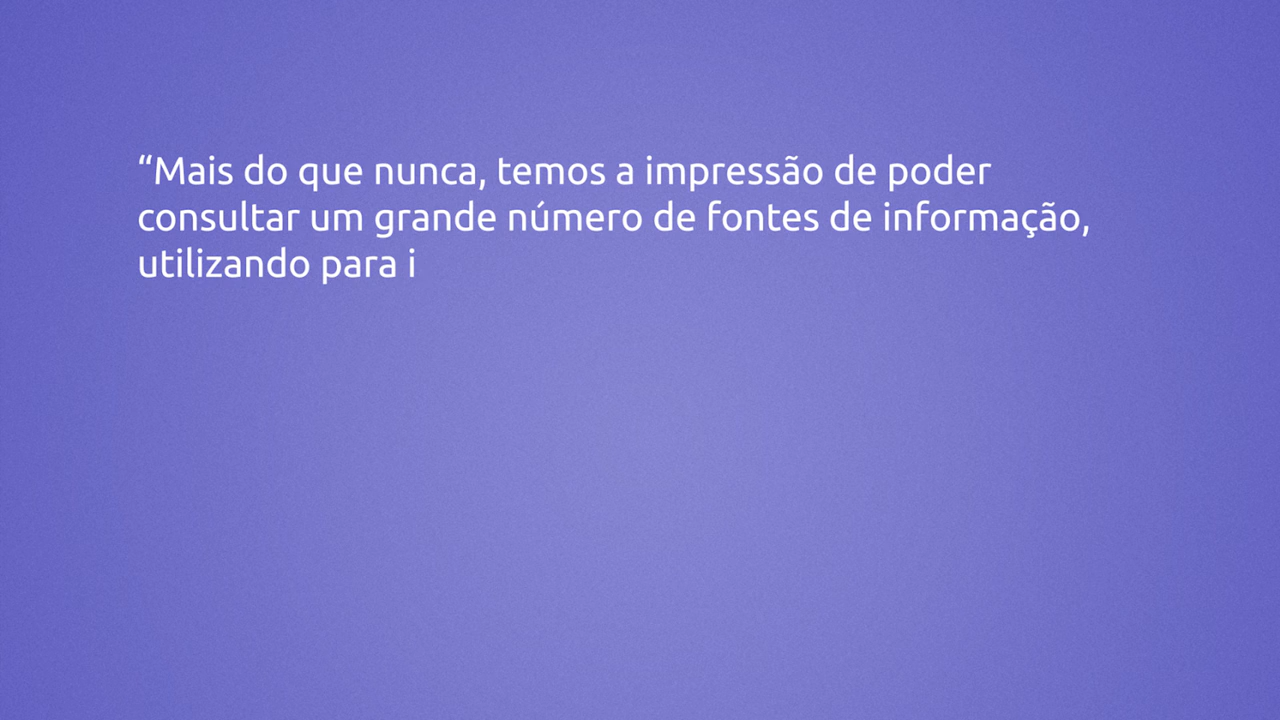 “Mais do que nunca, temos a impressão de poder
consultar um grande número de fontes de informação,
utilizando para i